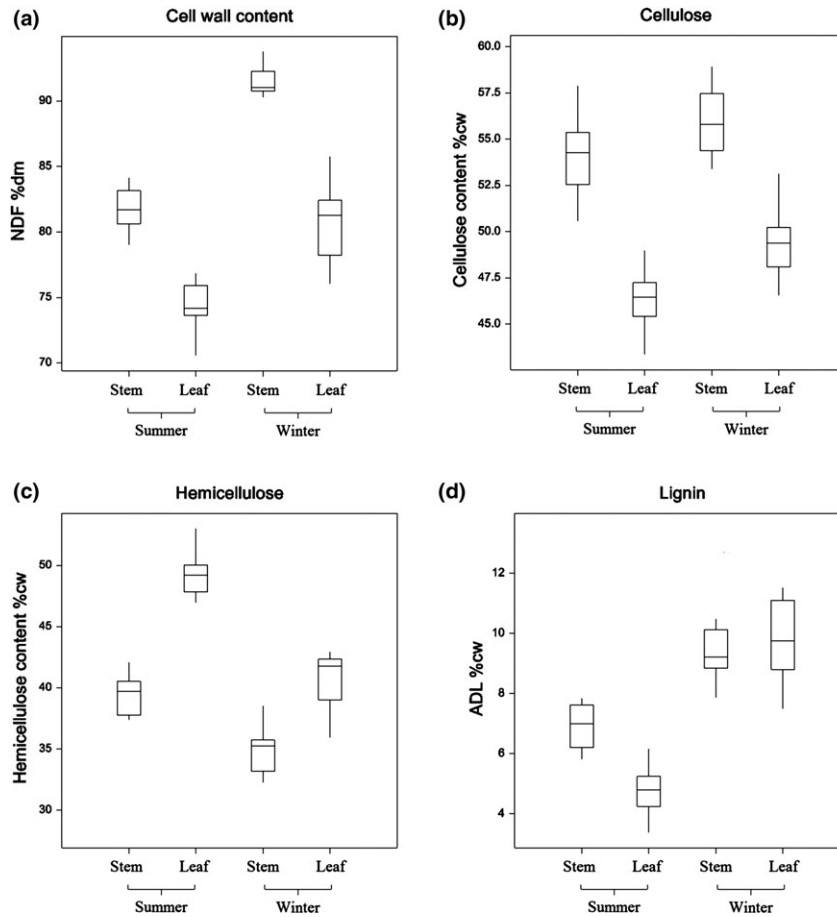 (a)
Cell wall content
NDF %dm
90
85
80
75
70
Stem Leaf Stem Leaf
Summer Winter
(b)
Cellulose
Cellulose content %cw
60.0
57.5
55.0
52.5
50.0
47.5
45.0
Stem Leaf Stem Leaf
Summer Winter
(c)
Hemicellulose
Hemicellulose content %cw
50
45
40
35
30
Stem Leaf Stem Leaf
Summer Winter
(d)
Lignin
ADL %cw
12
10
8
6
4
Stem Leaf Stem Leaf
Summer Winter